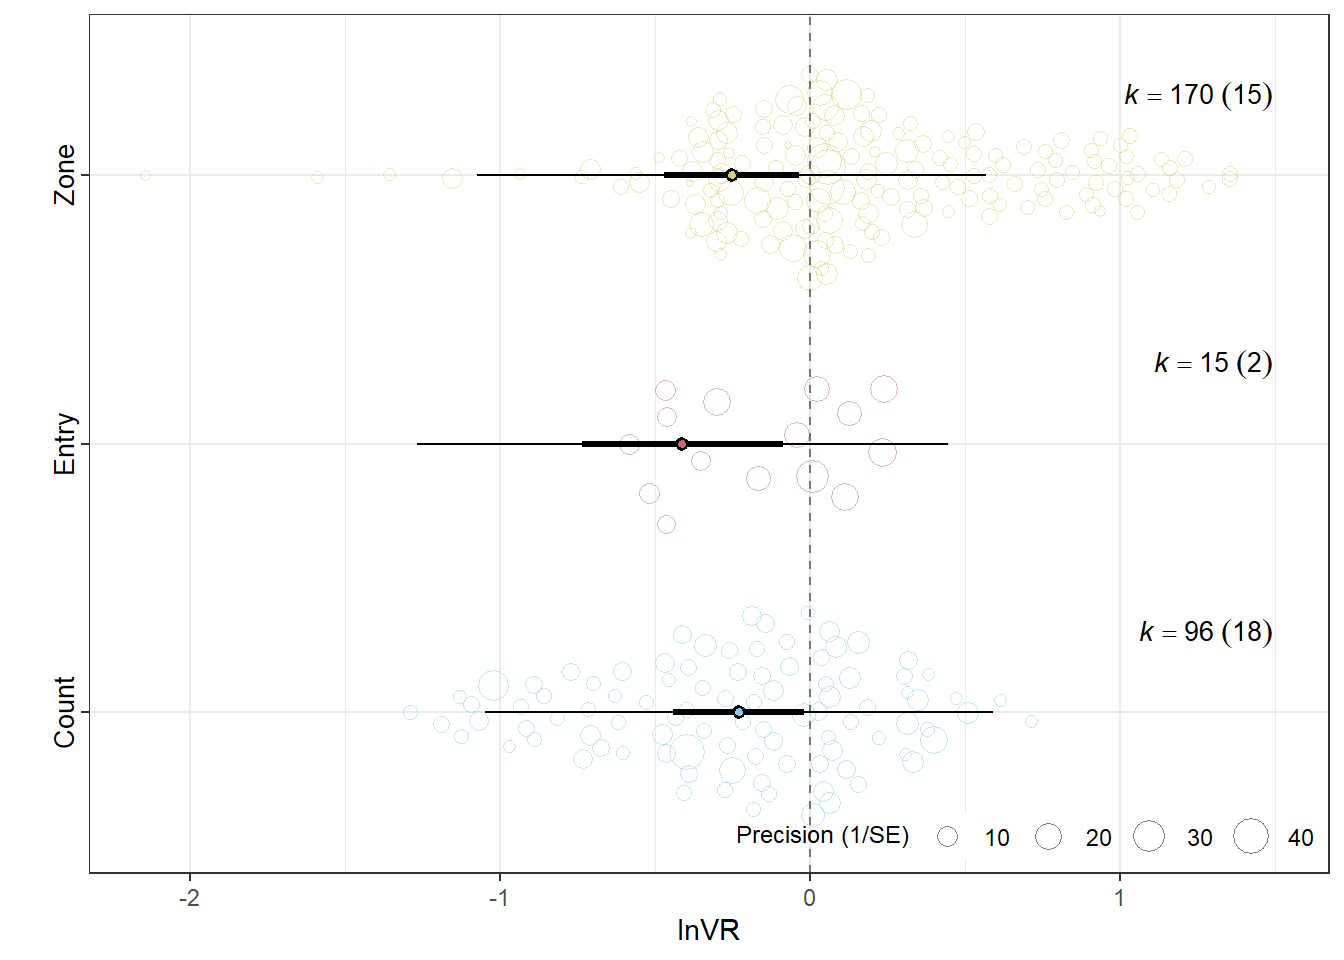 k = 170 (15)
Zone
k = 15 (2)
Entry
k = 96 (18)
Count
Precision (1/SE) 10 20 30 40
-2 -1 0 1
lnVR